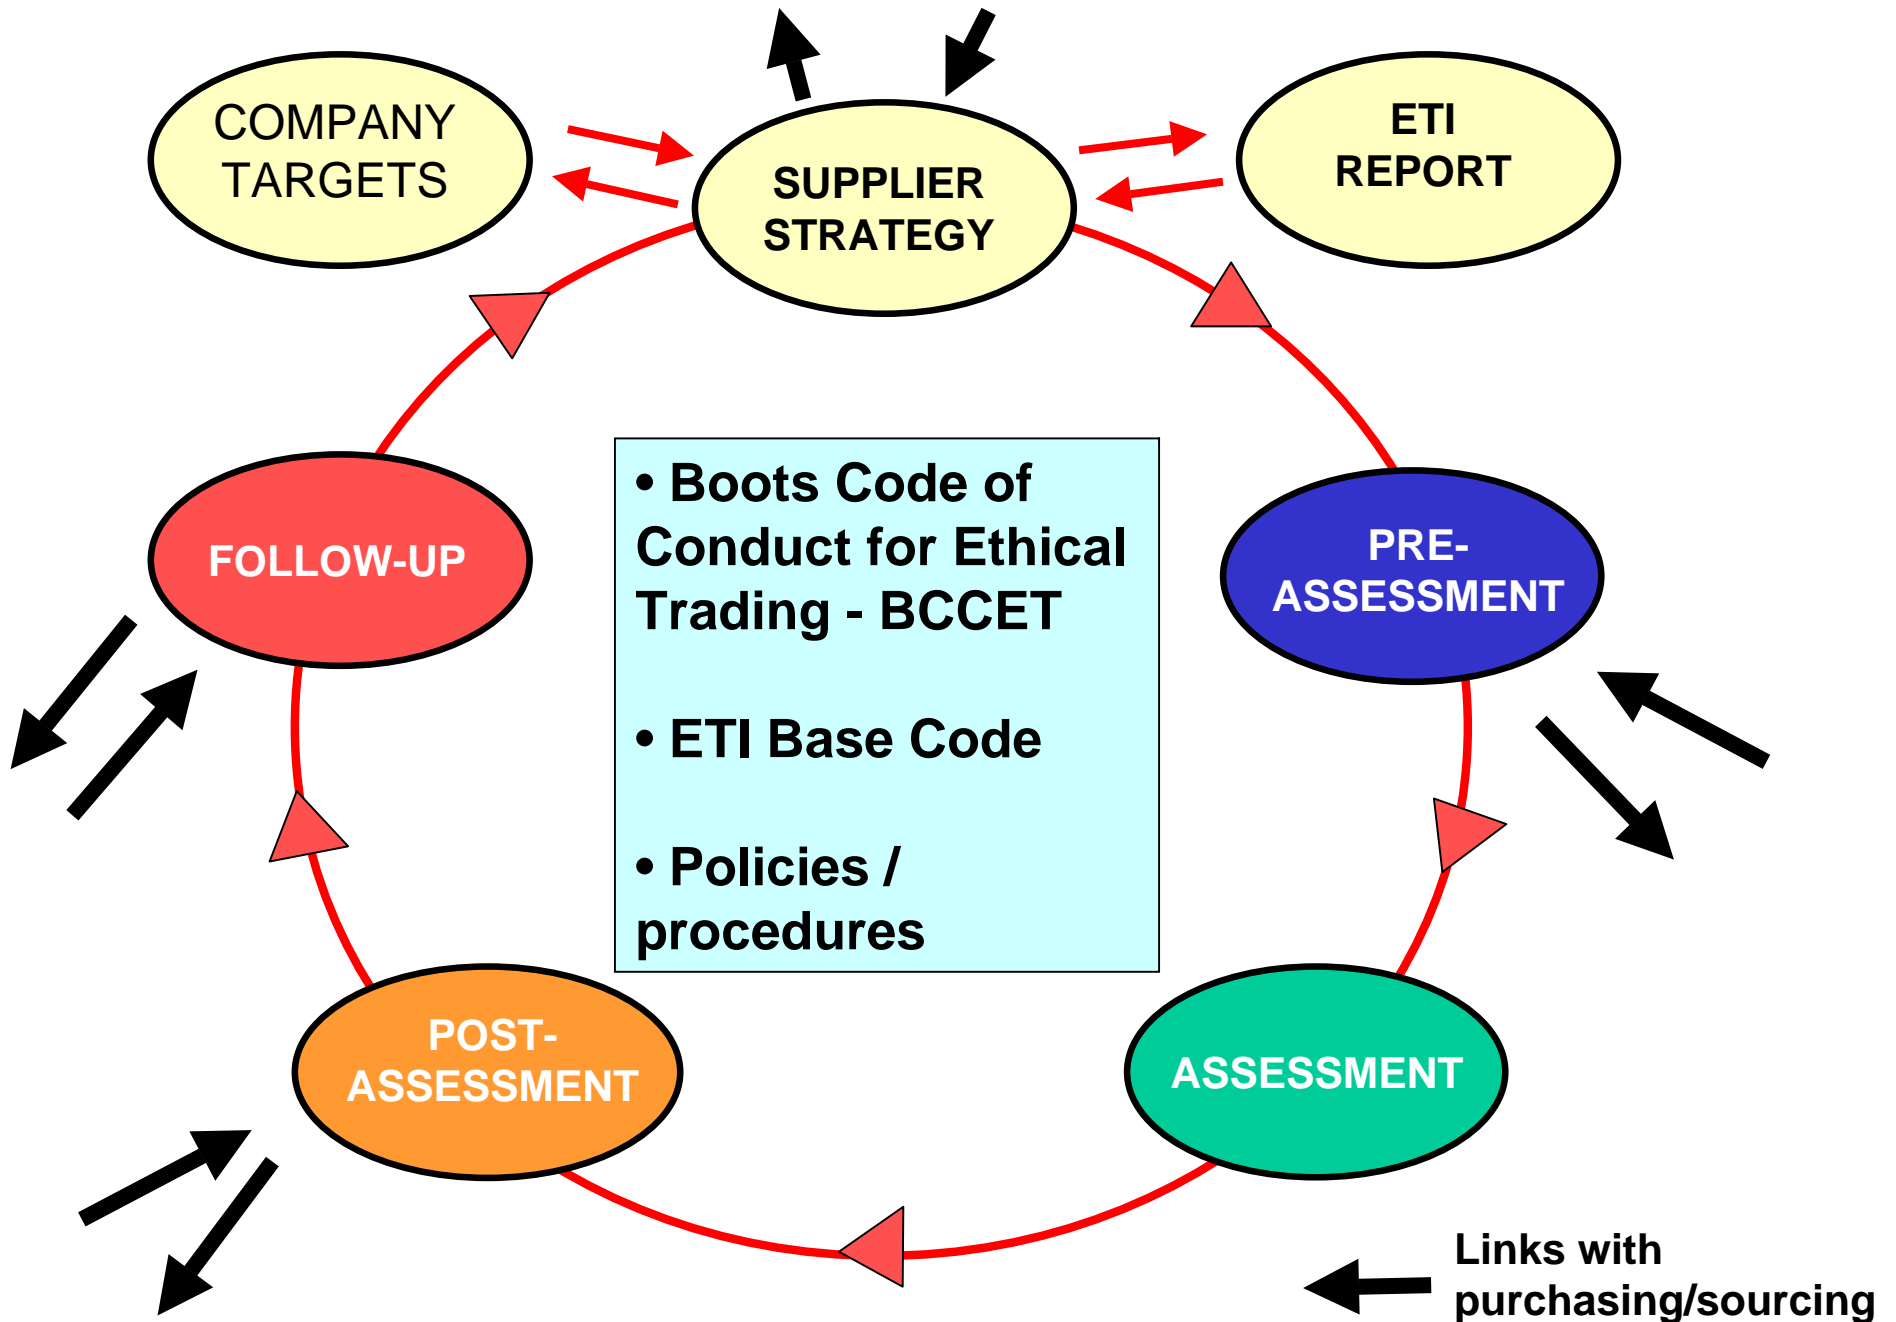 COMPANY
TARGETS
SUPPLIER
STRATEGY
ETI
REPORT
FOLLOW-UP
• Boots Code of
Conduct for Ethical
Trading - BCCET
• ETI Base Code
• Policies /
procedures
PRE-
ASSESSMENT
POST-
ASSESSMENT
ASSESSMENT
Links with
purchasing/sourcing